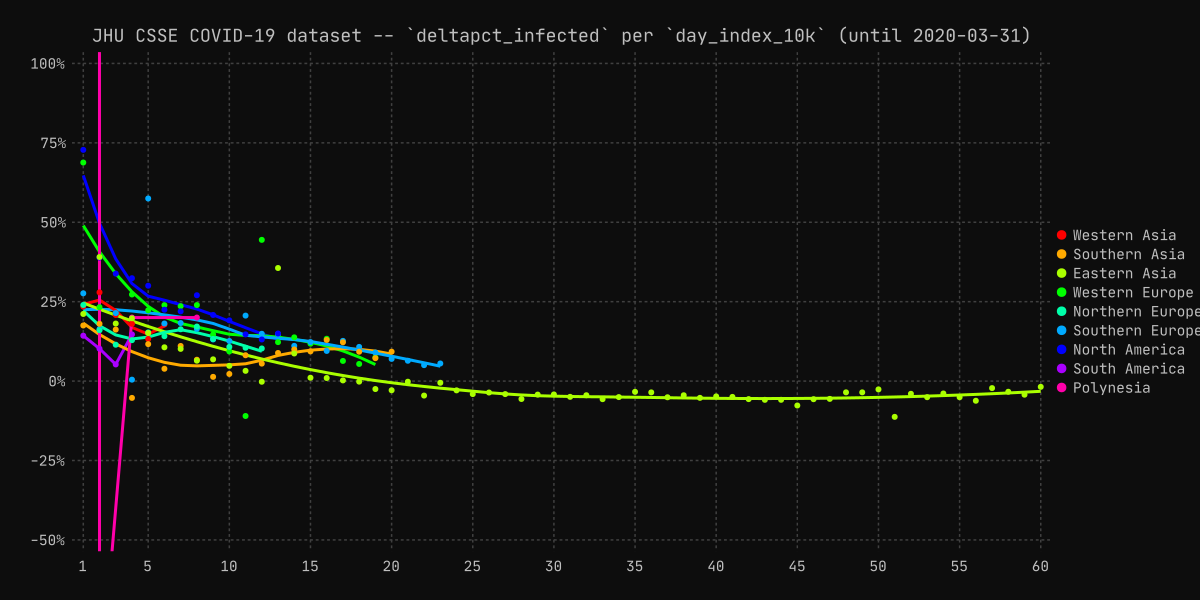 JHU CSSE COVID-19 dataset -- `deltapct_infected` per `day_index_10k` (until 2020-03-31)
100%
75%
50%
25%
0%
-25%
-50%
1 5 10 15 20 25 30 35 40 45 50 55 60
Western Asia
Southern Asia
Eastern Asia
Western Europe
Northern Europe
Southern Europe
North America
South America
Polynesia